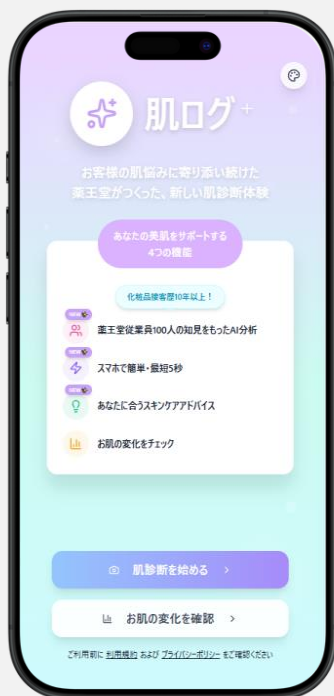 肌ログ
お客様の肌悩みに寄り添い続けた
薬王堂がつくった、新しい肌診断体験
あなたの美肌をサポートする
4つの機能
化粧品接客歴10年以上！
NEW
薬王堂従業員100人の知見をもったAI分析
NEW
スマホで簡単・最短5秒
NEW
あなたに合うスキンケアアドバイス
お肌の変化をチェック
肌診断を始める
お肌の変化を確認
ご利用前に 利用規約 および プライバシーポリシー をご確認ください